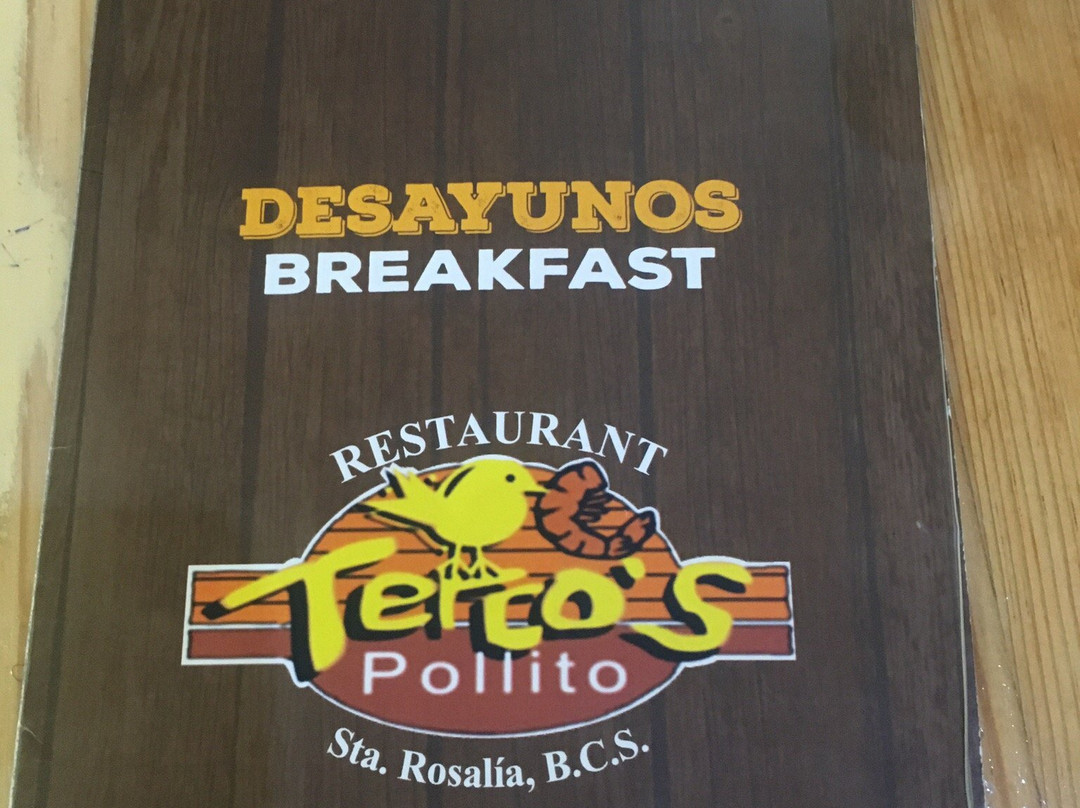 DESAYUNOS
BREAKFAST
RESTAURANT
Terco's
Pollito
Sta. Rosalía, B.C.S.